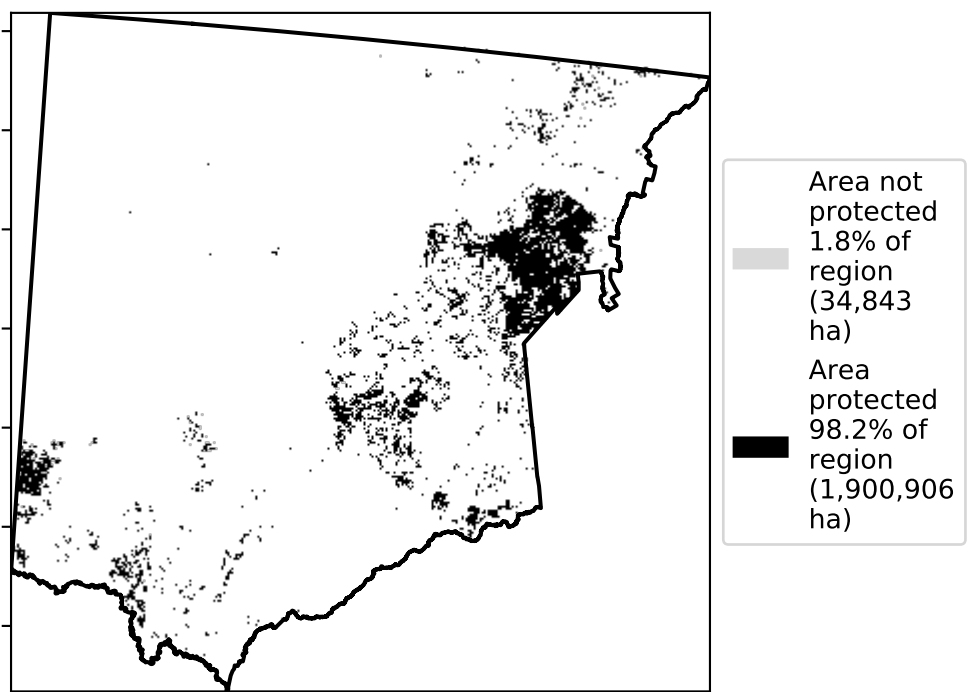 Area not
protected
1.8% of
region
(34,843
ha)
Area
protected
98.2% of
region
(1,900,906
ha)